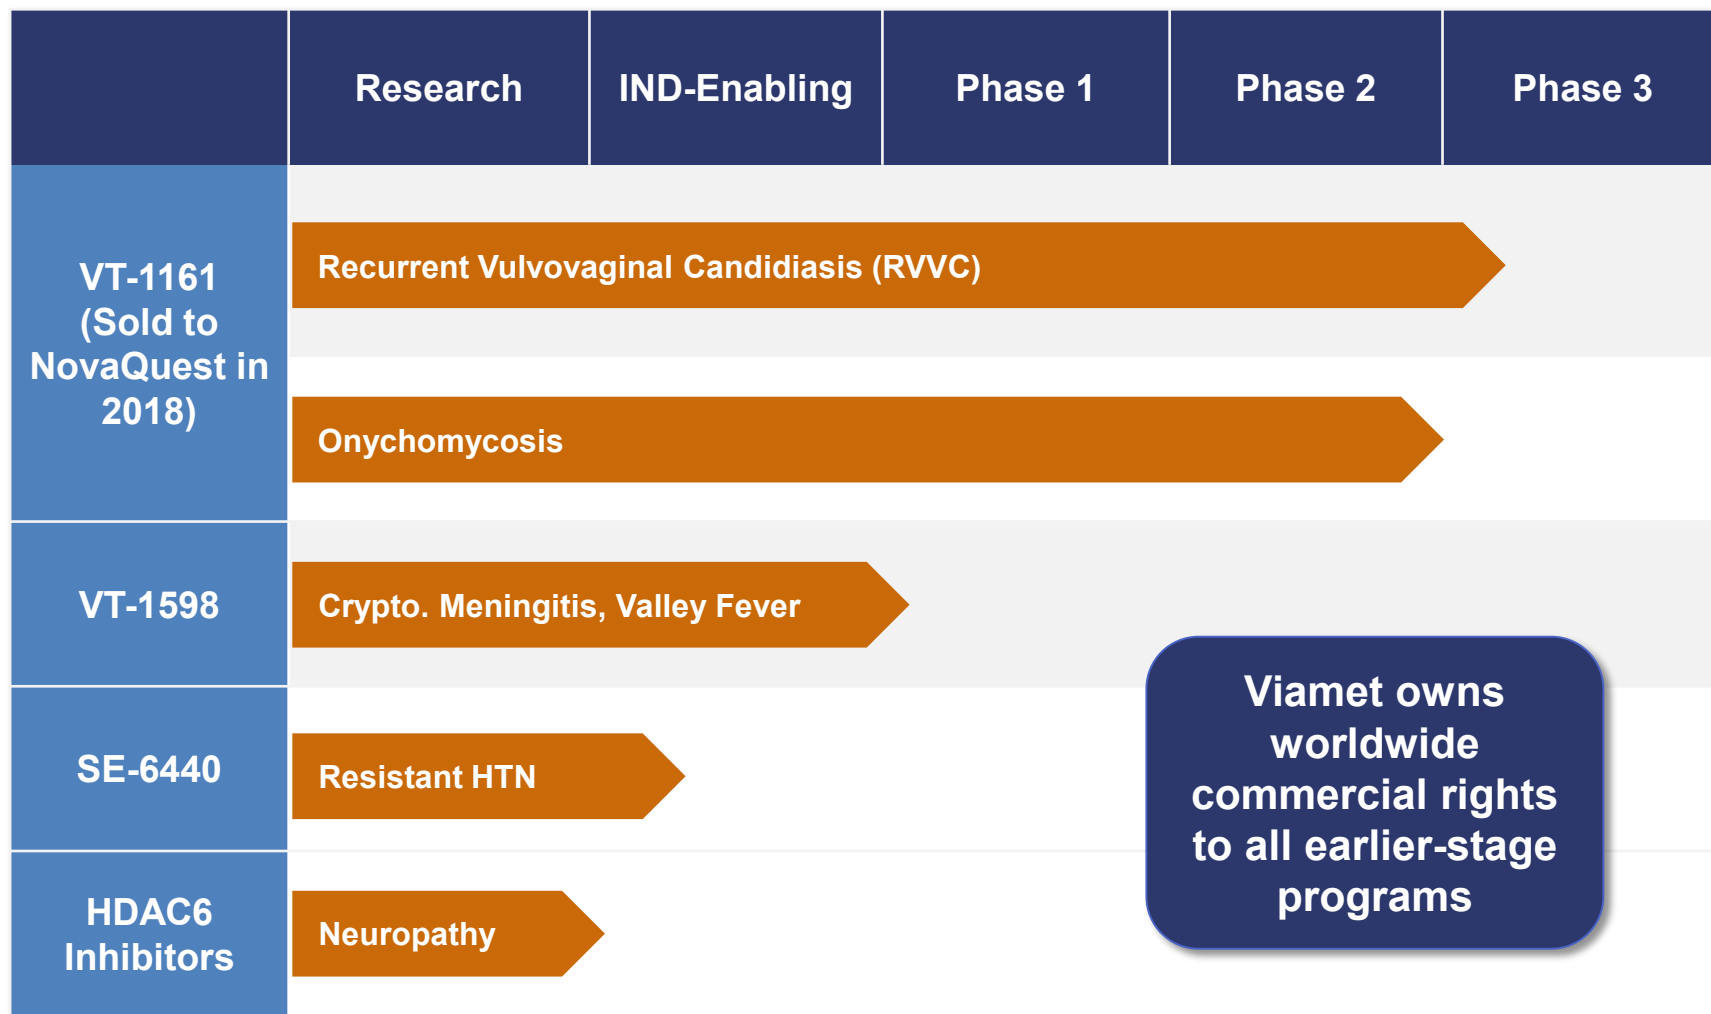 Research
IND-Enabling
Phase 1
Phase 2
Phase 3
VT-1161
(Sold to
NovaQuest in
2018)
Recurrent Vulvovaginal Candidiasis (RVVC)
Onychomycosis
VT-1598
Crypto. Meningitis, Valley Fever
SE-6440
Resistant HTN
HDAC6
Inhibitors
Neuropathy
Viamet owns
worldwide
commercial rights
to all earlier-stage
programs